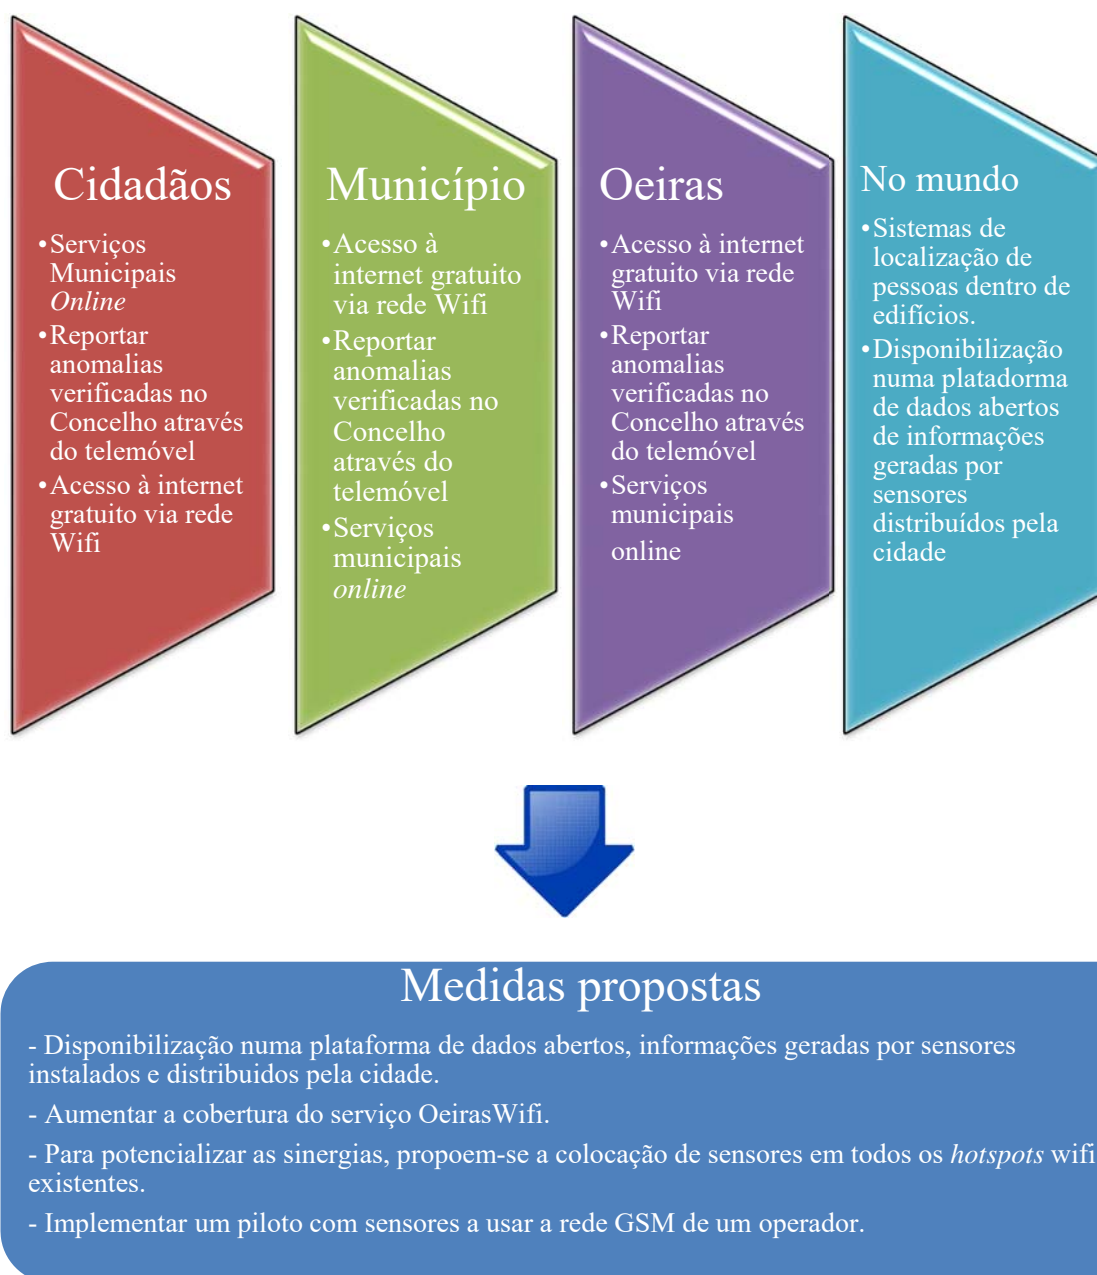 Cidadãos
•Serviços
Municipais
Online
•Reportar
anomalias
verificadas no
Concelho através
do telemóvel
•Acesso à internet
gratuito via rede
Wifi
Município
•Acesso à
internet gratuito
via rede Wifi
•Reportar
anomalias
verificadas no
Concelho
através do
telemóvel
•Serviços
municipais
online
Oeiras
•Acesso à internet
gratuito via rede
Wifi
•Reportar
anomalias
verificadas no
Concelho através
do telemóvel
•Serviços
municipais
online
No mundo
•Sistemas de
localização de
pessoas dentro de
edifícios.
•Disponibilização
numa platadorma
de dados abertos
de informações
geradas por
sensores
distribuídos pela
cidade
Medidas propostas
- Disponibilização numa plataforma de dados abertos, informações geradas por sensores
instalados e distribuidos pela cidade.
- Aumentar a cobertura do serviço OeirasWifi.
- Para potencializar as sinergias, propoem-se a colocação de sensores em todos os hotspots wifi
existentes.
- Implementar um piloto com sensores a usar a rede GSM de um operador.